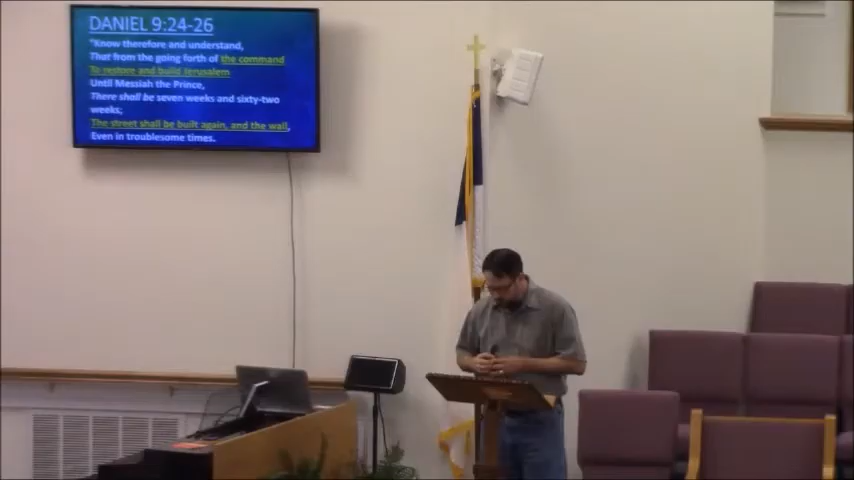 DANIEL 9:24-26
"Know therefore and understand,
That from the going forth of the command
To restore and build Jerusalem
Until Messiah the Prince,
There shall be seven weeks and sixty-two
weeks;
The street shall be built again, and the wall,
Even in troublesome times.